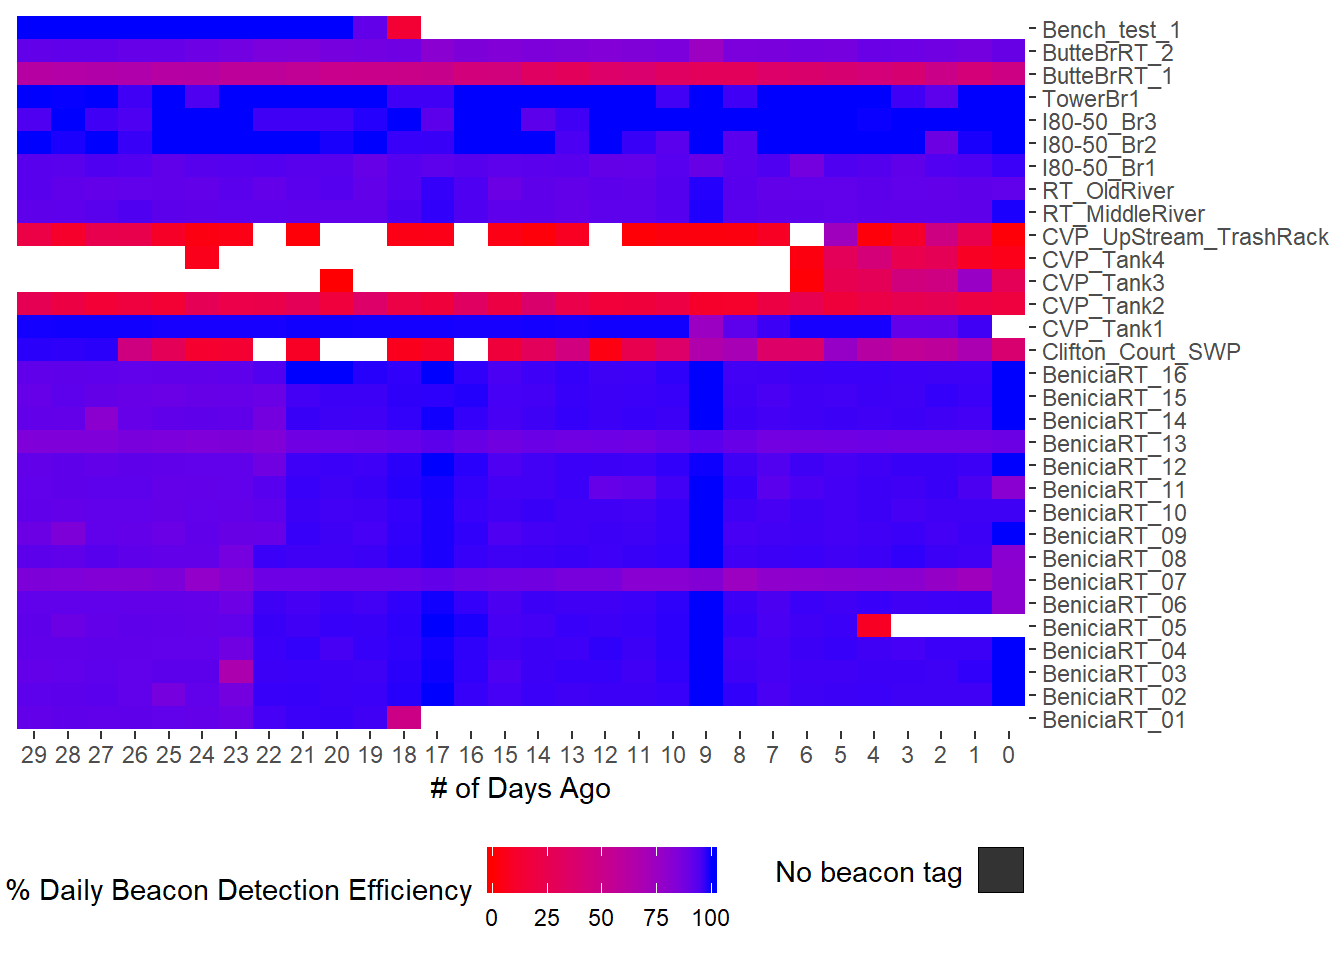 Bench_test_1
ButteBrRT_2
ButteBrRT_1
TowerBr1
I80-50_Br3
I80-50_Br2
I80-50_Br1
RT_OldRiver
RT_MiddleRiver
CVP_UpStream_TrashRack
CVP_Tank4
CVP_Tank3
CVP_Tank2
CVP_Tank1
Clifton_Court_SWP
BeniciaRT_16
BeniciaRT_15
BeniciaRT_14
BeniciaRT_13
BeniciaRT_12
BeniciaRT_11
BeniciaRT_10
BeniciaRT_09
BeniciaRT_08
BeniciaRT_07
BeniciaRT_06
BeniciaRT_05
BeniciaRT_04
BeniciaRT_03
BeniciaRT_02
BeniciaRT_01
29 28 27 26 25 24 23 22 21 20 19 18 17 16 15 14 13 12 11 10 9 8 7 6 5 4 3 2 1 0
# of Days Ago
% Daily Beacon Detection Efficiency
0 25 50 75 100
No beacon tag